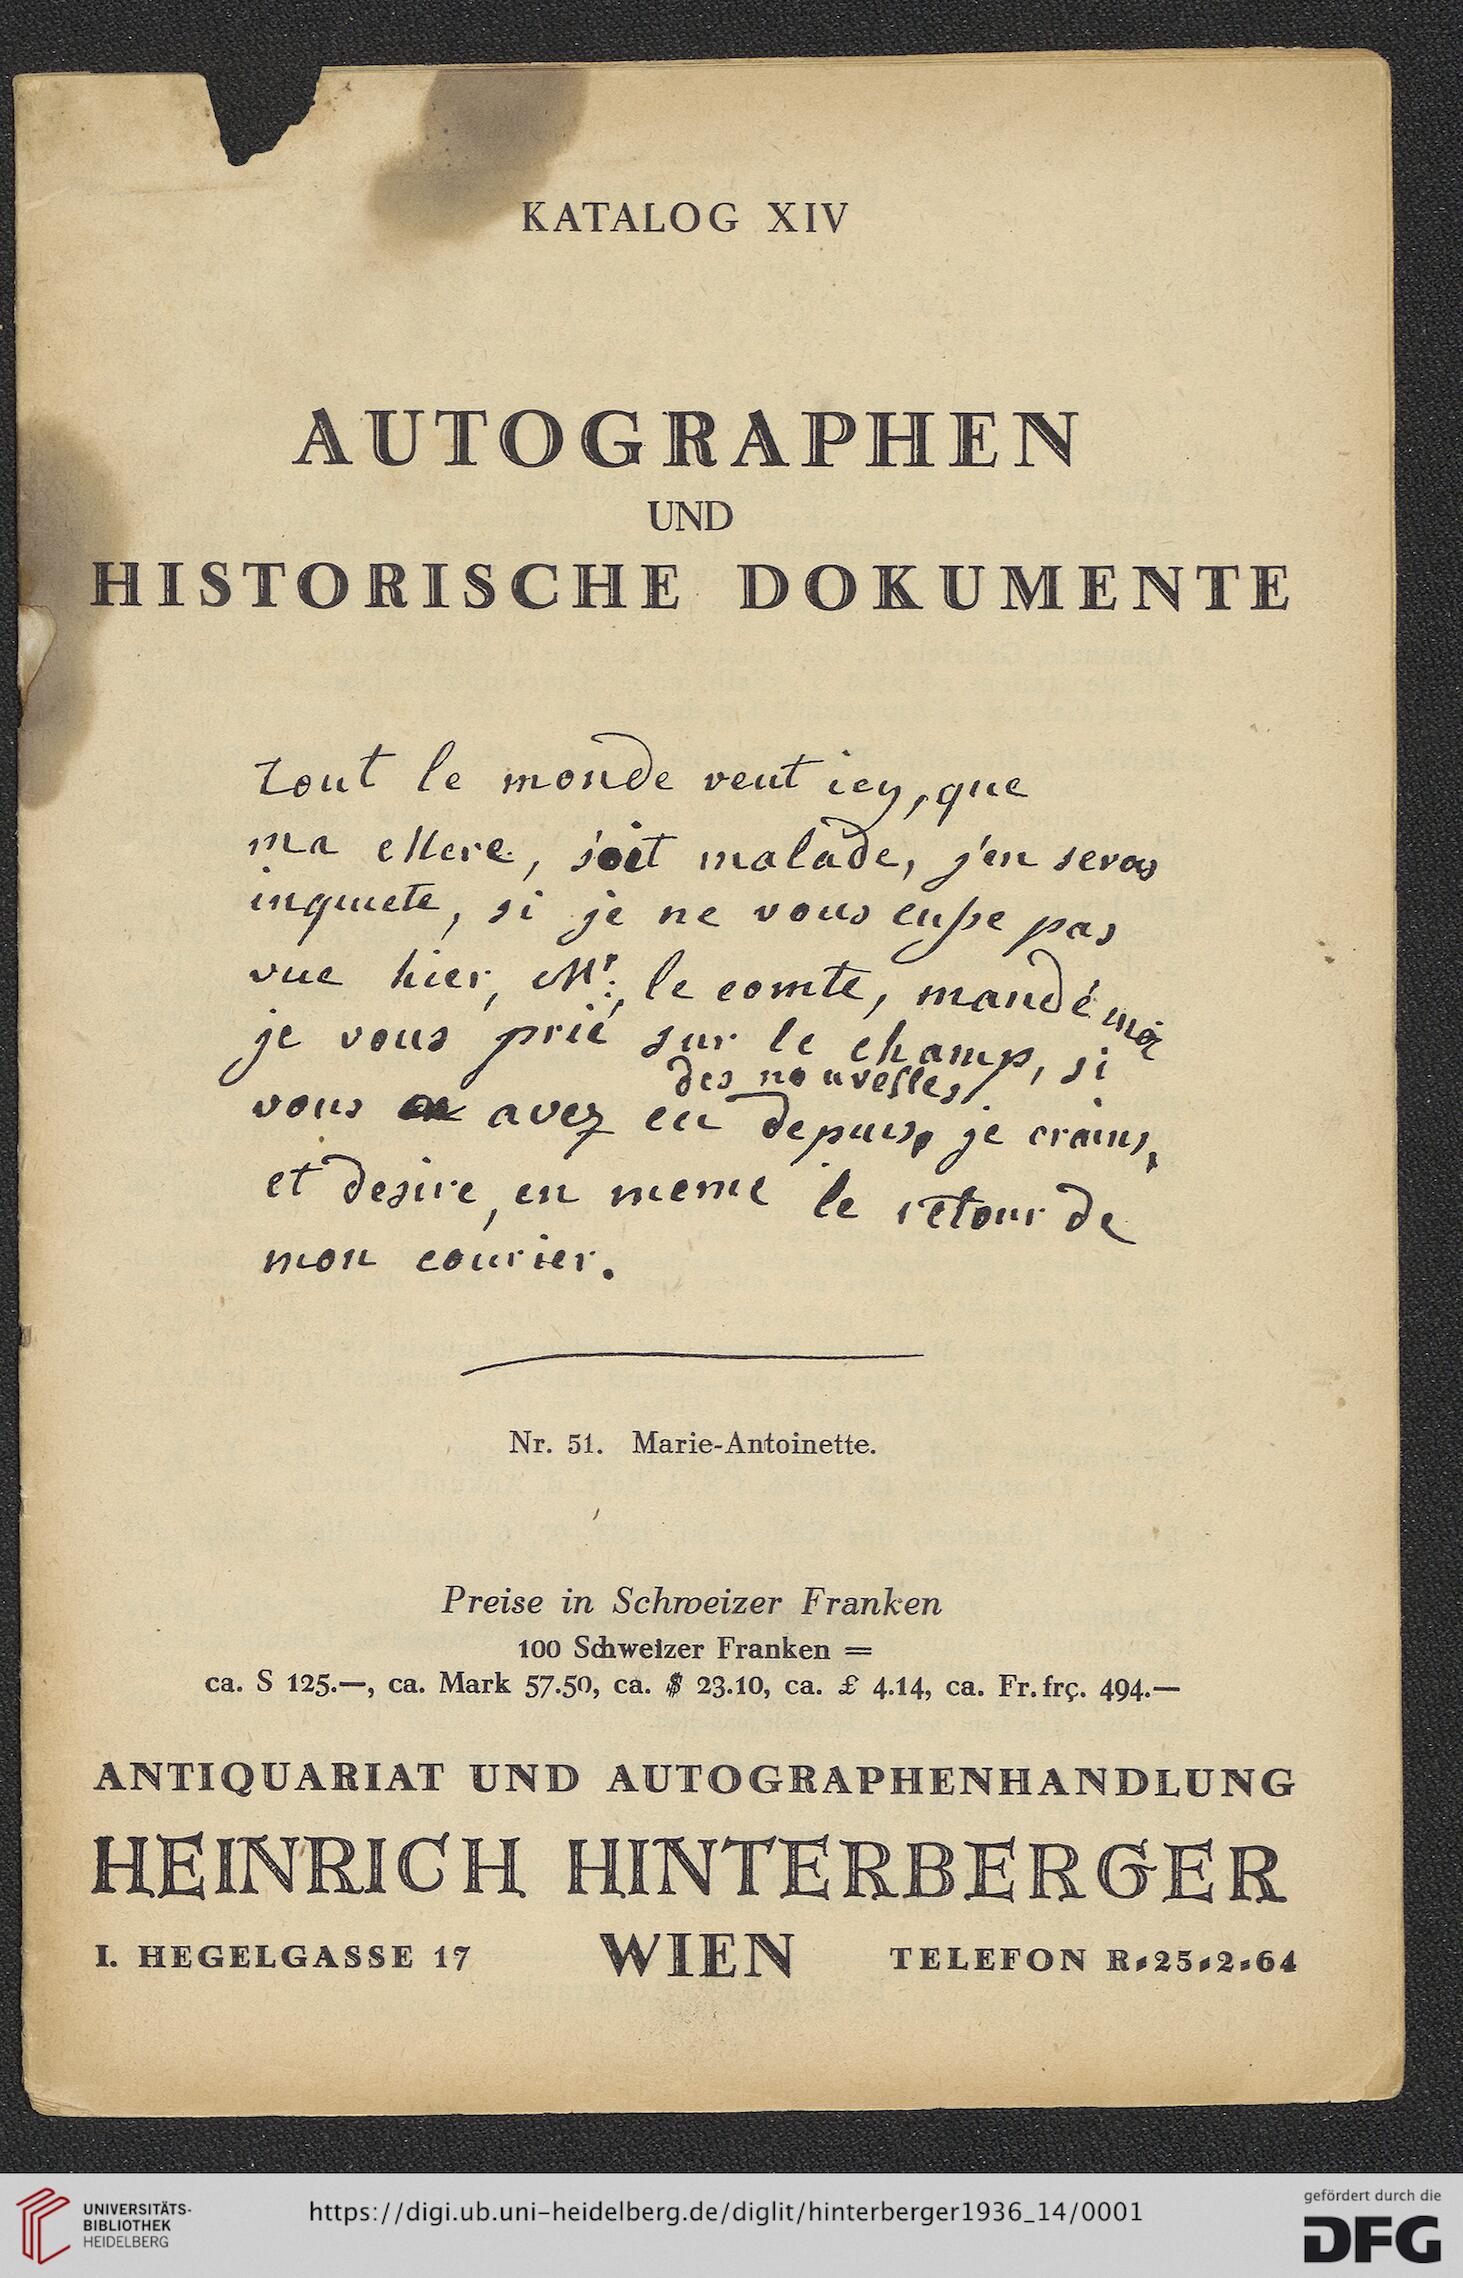 KATALOG XIV
AUTOGRAPHEN
UND
HISTORISCHE DOKUMENTE
tout le monde veut icy, que
ma Mere, soit malade, j'en serois
inquiete, si je ne vous eusse pas
vue hier, Mr: le comte, mandé moi
je vous prie sur le champ, si
des nouvelles,
vous en avez eu depuis, je crains,
et desire, en meme le retour de
mon courier.
Nr. 51. Marie-Antoinette.
Preise in Schweizer Franken
100 Schweizer Franken =
ca. S 125.—, ca. Mark 57.50, ca. $ 23.10, ca. £ 4.14, ca. Fr. frç. 494.—
ANTIQUARIAT UND AUTOGRAPHENHANDLUNG
HEINRICH HINTERBERGER
I. HEGELGASSE 17 WIEN TELEFON R-25-2-64
UNIVERSITÄTS-
BIBLIOTHEK
HEIDELBERG
https://digi.ub.uni-heidelberg.de/diglit/hinterberger1936_14/0001
gefördert durch die
DFG